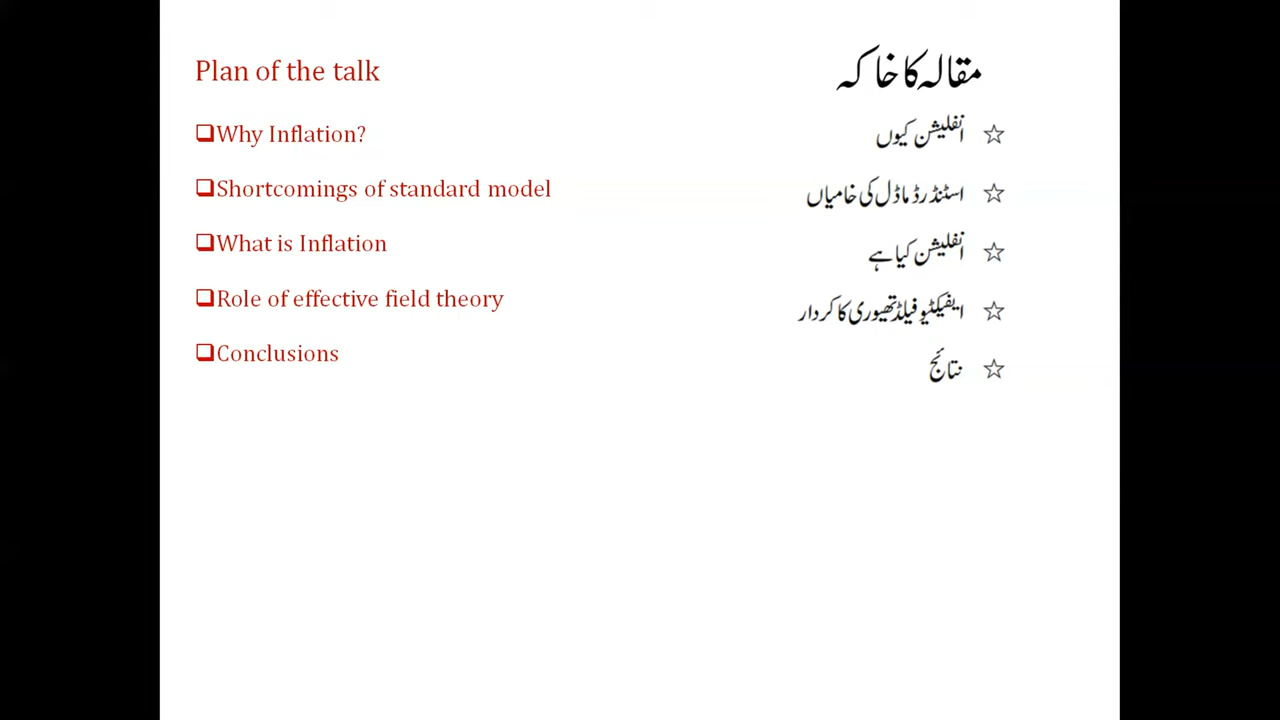 Plan of the talk
Why Inflation?
Shortcomings of standard model
What is Inflation
Role of effective field theory
Conclusions
مقالہ کا خاکہ
انفلیشن کیوں
اسٹنڈرڈ ماڈل کی خامیاں
انفلیشن کیا ہے
ایفیکٹیو فیلڈ تھیوری کا کردار
نتائج